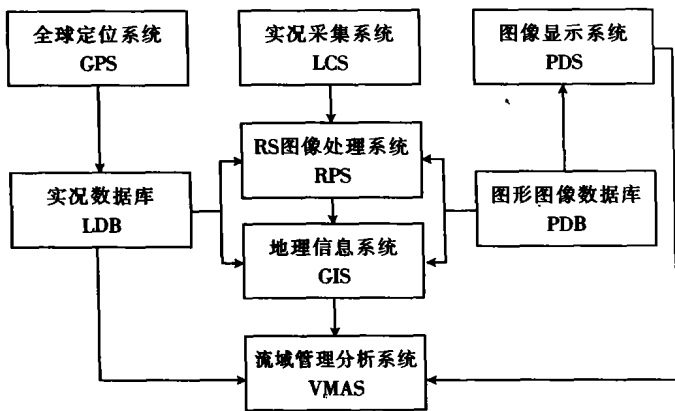 全球定位系统
GPS
实况采集系统
LCS
图像显示系统
PDS
RS图像处理系统
RPS
实况数据库
LDB
图形图像数据库
PDB
地理信息系统
GIS
流域管理分析系统
VMAS